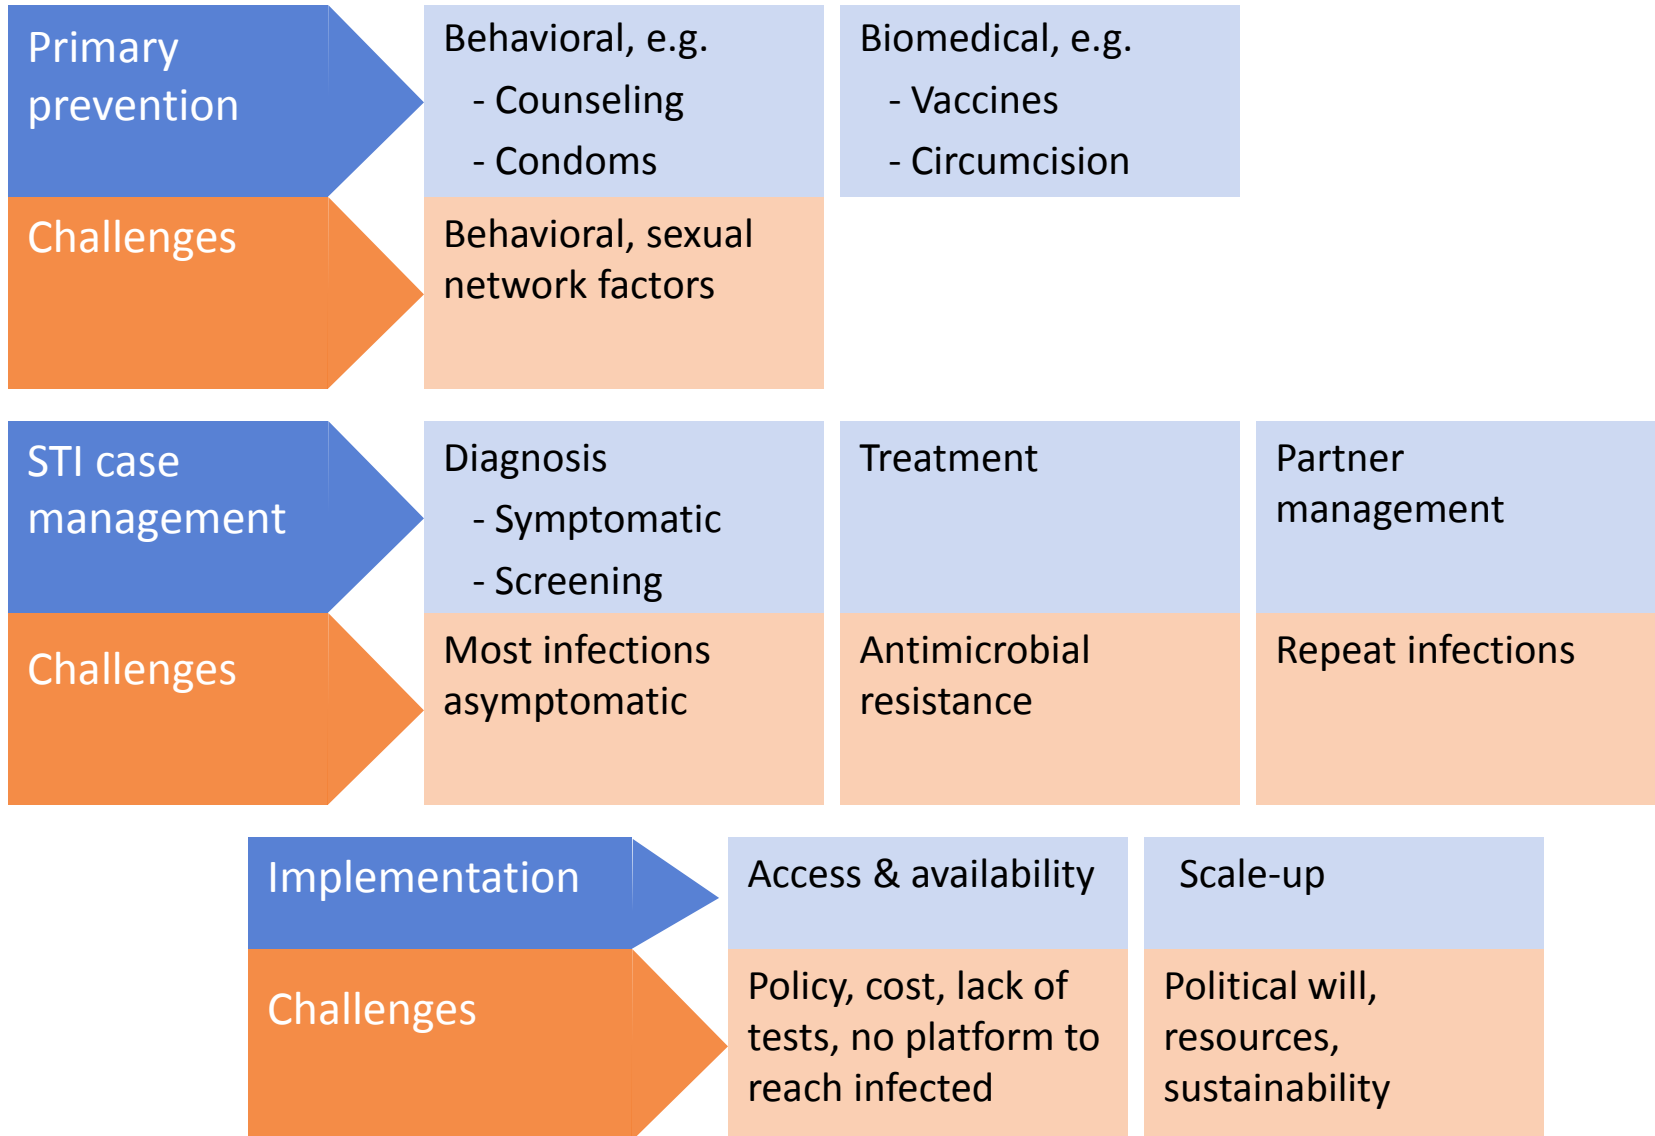 Primary
prevention
Behavioral, e.g.
- Counseling
- Condoms
Biomedical, e.g.
- Vaccines
- Circumcision
Challenges
Behavioral, sexual
network factors
STI case
management
Diagnosis
- Symptomatic
- Screening
Treatment
Partner
management
Challenges
Most infections
asymptomatic
Antimicrobial
resistance
Repeat infections
Implementation
Access & availability
Scale-up
Challenges
Policy, cost, lack of
tests, no platform to
reach infected
Political will,
resources,
sustainability